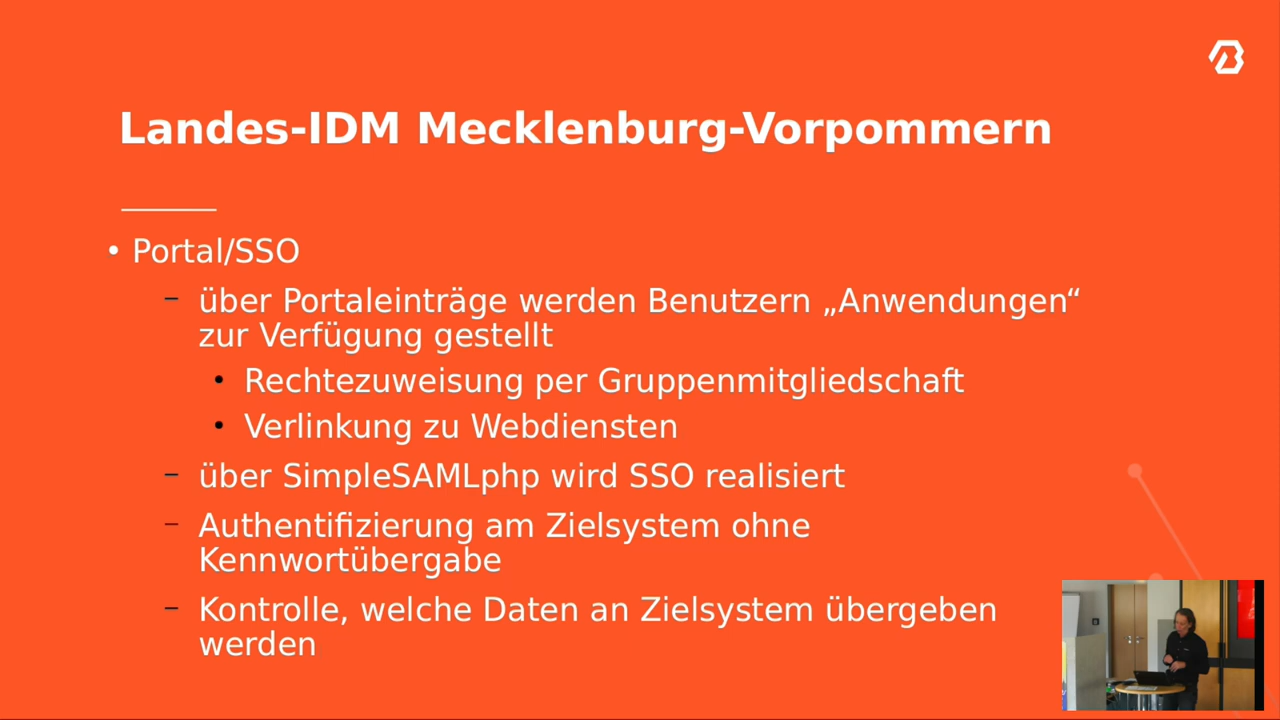 Landes-IDM Mecklenburg-Vorpommern
• Portal/SSO
– über Portaleinträge werden Benutzern „Anwendungen“
zur Verfügung gestellt
• Rechtezuweisung per Gruppenmitgliedschaft
• Verlinkung zu Webdiensten
– über SimpleSAMLphp wird SSO realisiert
– Authentifizierung am Zielsystem ohne
Kennwortübergabe
– Kontrolle, welche Daten an Zielsystem übergeben
werden